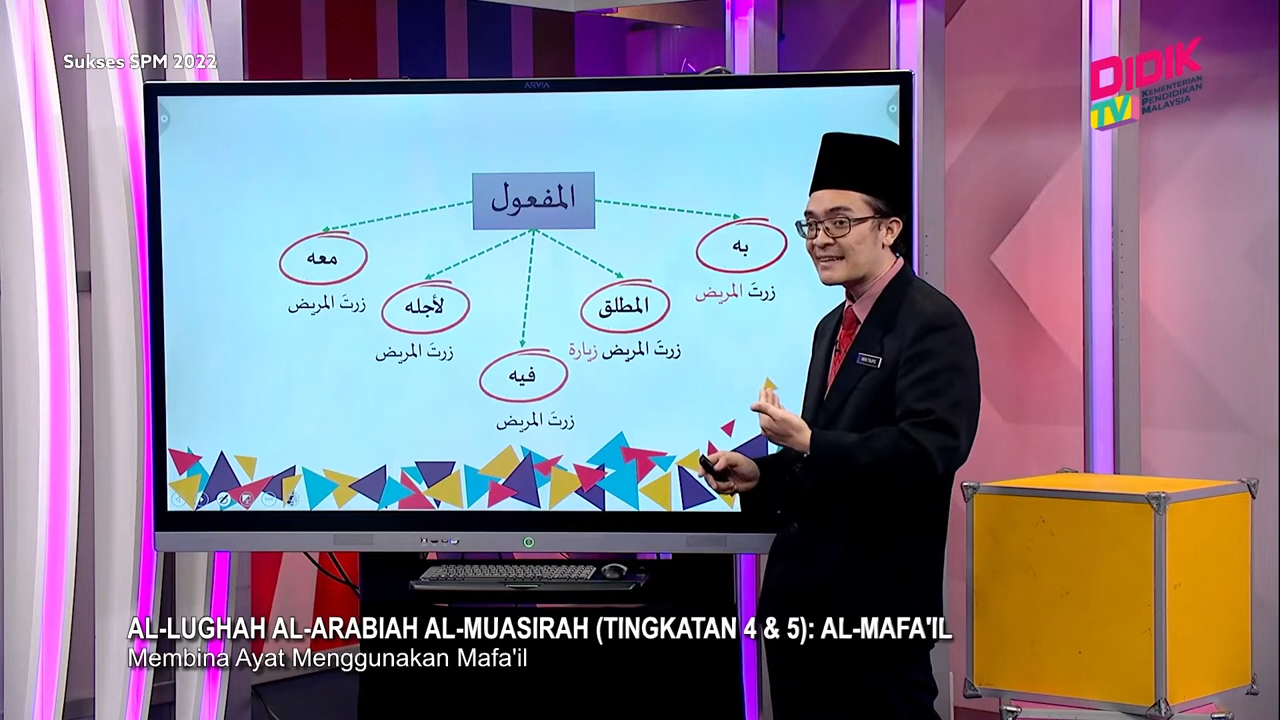 Sukses SPM 2022
DIDIK
TV
KEMENTERIAN
PENDIDIKAN
MALAYSIA
ARVIA
المفعول
به
زرتَ المريض
المطلق
زرتَ المريض زيارة
فيه
زرتَ المريض
لأجله
زرتَ المريض
معه
زرتَ المريض
AL-LUGHAH AL-ARABIAH AL-MUASIRAH (TINGKATAN 4 & 5): AL-MAFA'IL
Membina Ayat Menggunakan Mafa'il